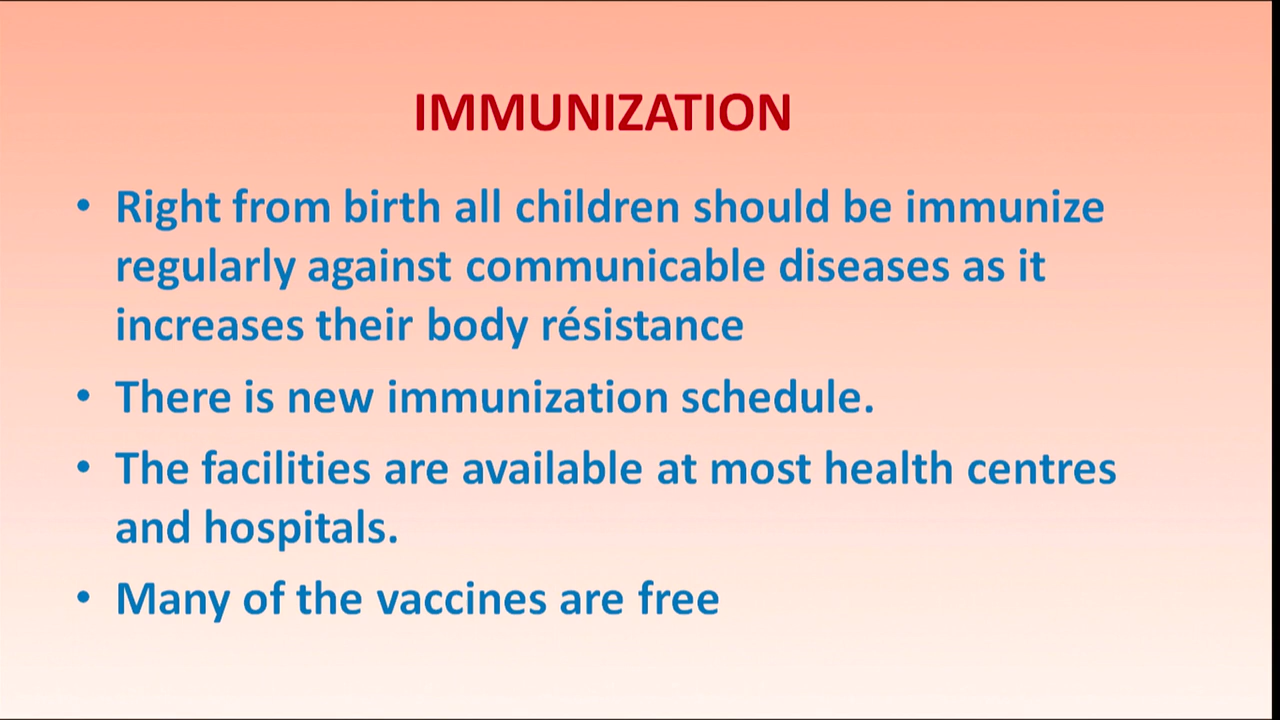 IMMUNIZATION
• Right from birth all children should be immunize
regularly against communicable diseases as it
increases their body résistance
• There is new immunization schedule.
• The facilities are available at most health centres
and hospitals.
• Many of the vaccines are free